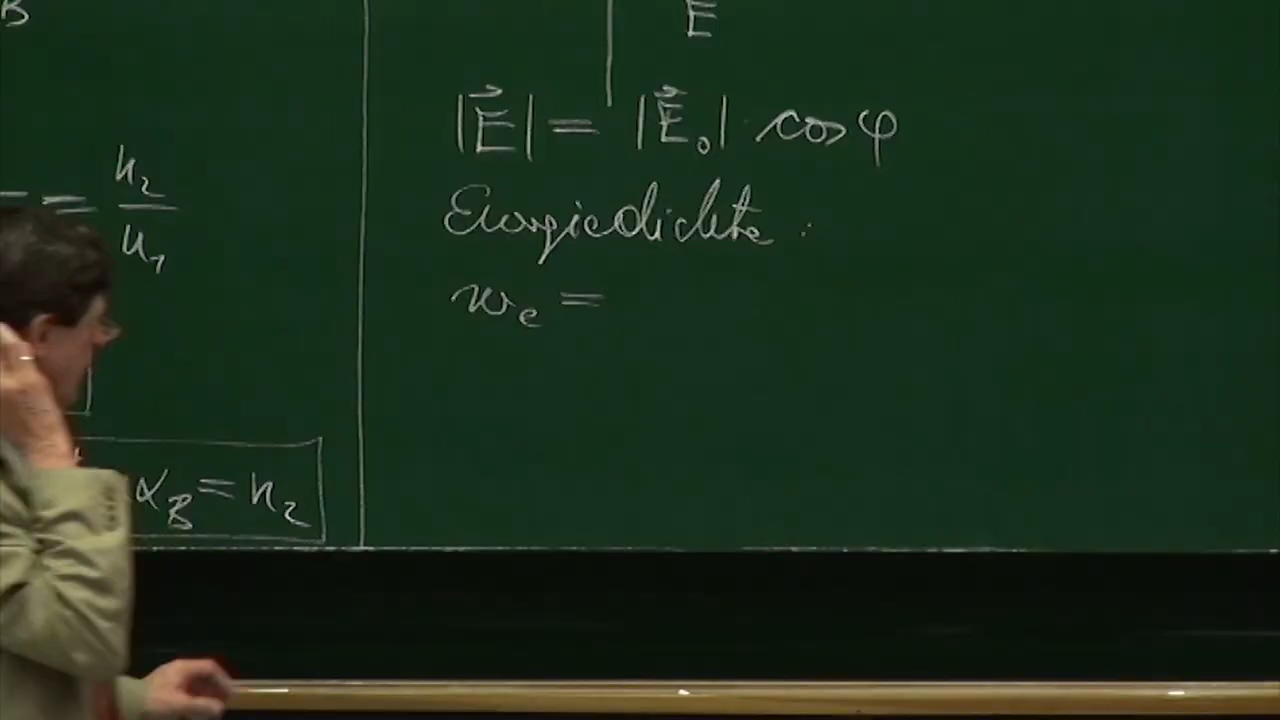 B
= n₂/n₁
α_B = n₂
E
|E⃗| = |E⃗₀| · cos φ
Energiedichte :
w_e =